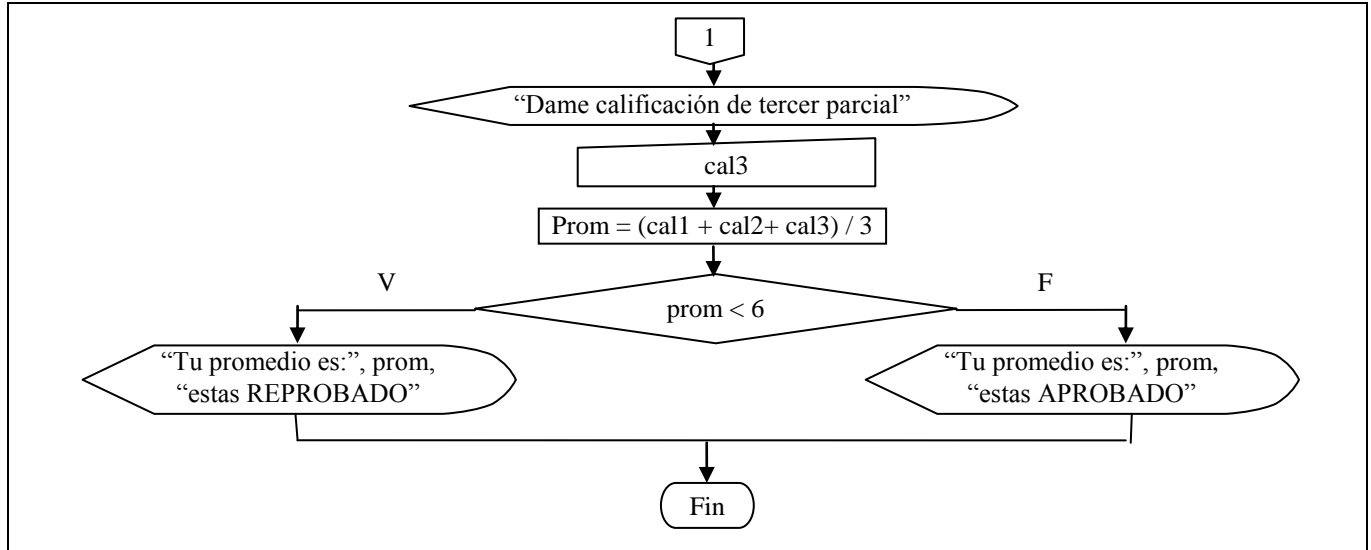 1
“Dame calificación de tercer parcial”
cal3
Prom = (cal1 + cal2+ cal3) / 3
V
F
prom < 6
“Tu promedio es:”, prom,
“estas REPROBADO”
“Tu promedio es:”, prom,
“estas APROBADO”
Fin